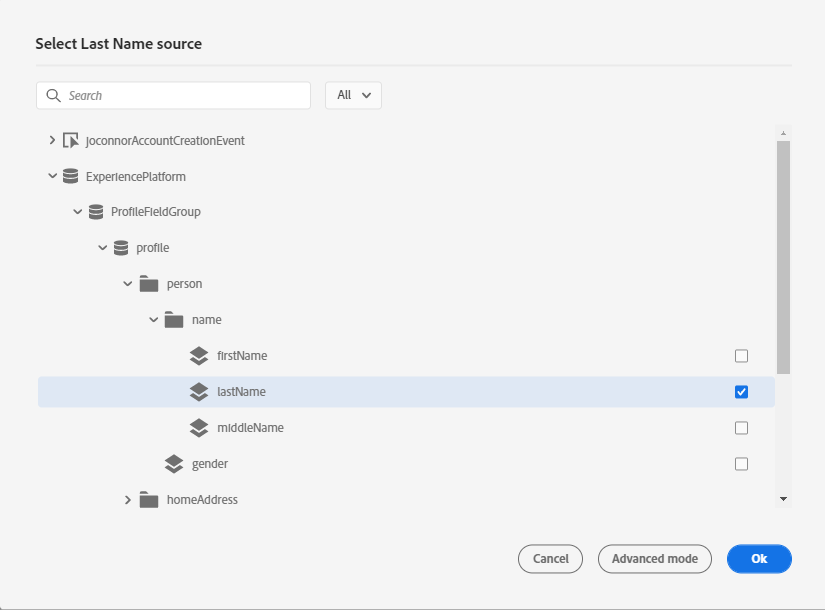 Select Last Name source
Search
All
joconnorAccountCreationEvent
ExperiencePlatform
ProfileFieldGroup
profile
person
name
firstName
lastName
middleName
gender
homeAddress
Cancel
Advanced mode
Ok